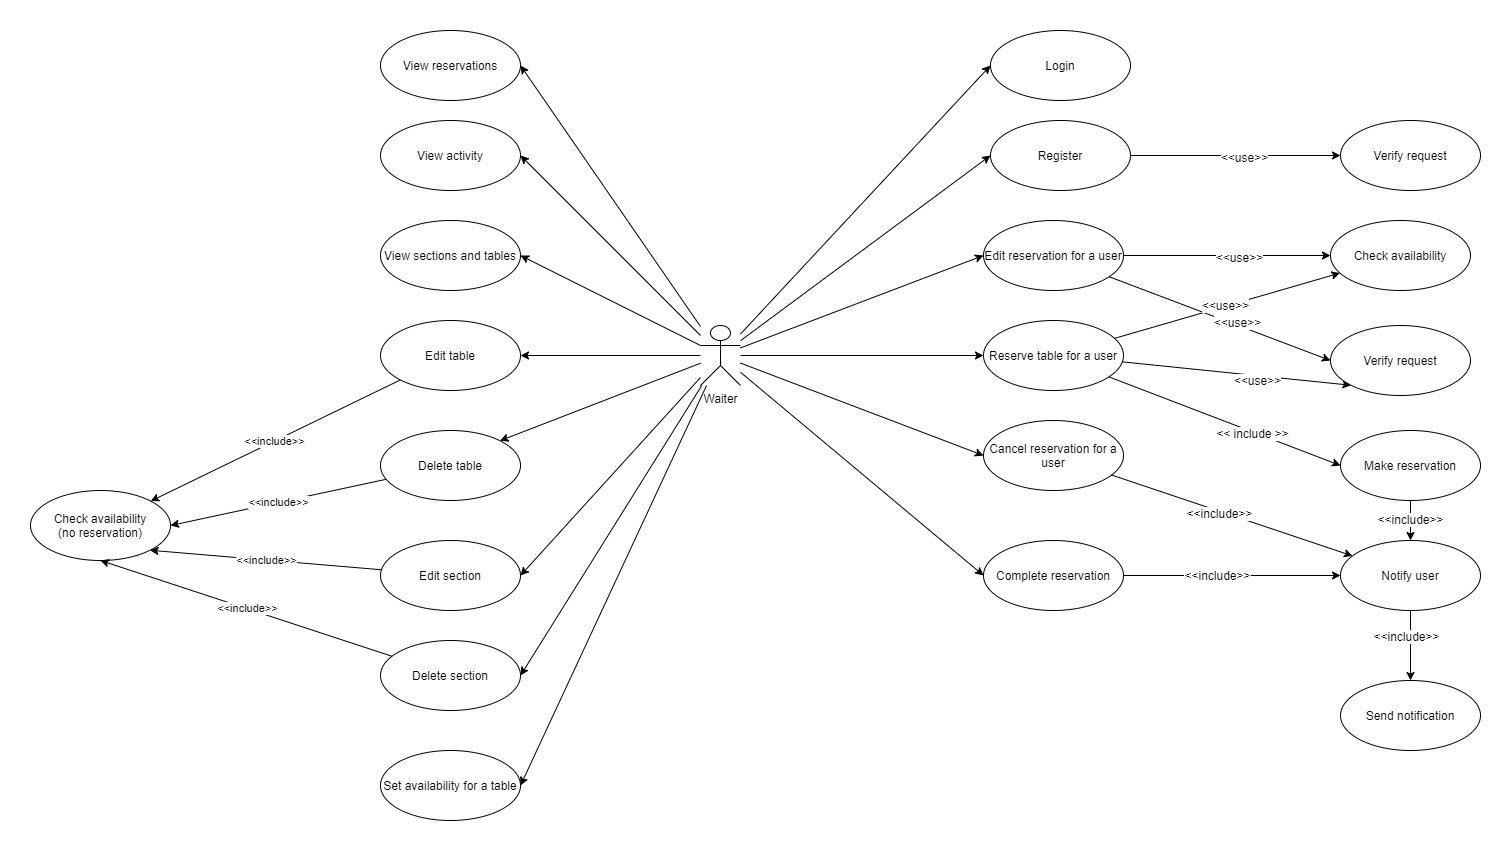 View reservations
Login
View activity
Register
<<use>>
Verify request
View sections and tables
Edit reservation for a user
<<use>>
Check availability
<<use>>
<<use>>
Edit table
Reserve table for a user
Verify request
<<use>>
Waiter
<<include>>
<< include >>
Cancel reservation for a
user
Delete table
Make reservation
<<include>>
<<include>>
<<include>>
Check availability
(no reservation)
<<include>>
Edit section
Complete reservation
<<include>>
Notify user
<<include>>
<<include>>
Delete section
Send notification
Set availability for a table